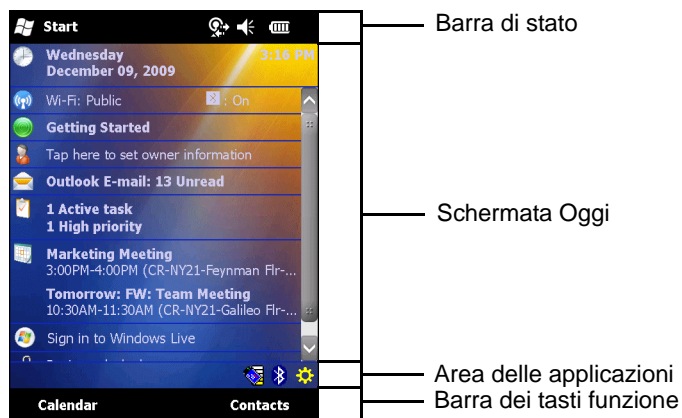 Start
Barra di stato
Wednesday 3:16 PM
December 09, 2009
Wi-Fi: Public : On
Getting Started
Tap here to set owner information
Outlook E-mail: 13 Unread
1 Active task
1 High priority
Schermata Oggi
Marketing Meeting
3:00PM-4:00PM (CR-NY21-Feynman Flr-...
Tomorrow: FW: Team Meeting
10:30AM-11:30AM (CR-NY21-Galileo Flr-...
Sign in to Windows Live
Area delle applicazioni
Calendar Contacts
Barra dei tasti funzione